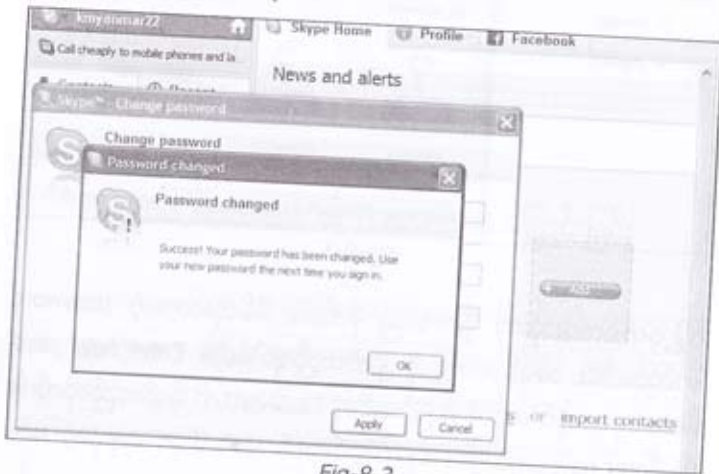 kmyanmar22
Skype Home Profile Facebook
Call cheaply to mobile phones and la...
News and alerts
Contacts Recent
Skype™ - Change password
Change password
Password changed
Password changed
Success! Your password has been changed. Use
your new password the next time you sign in.
OK
or import contacts
Apply Cancel
Fig-8.3